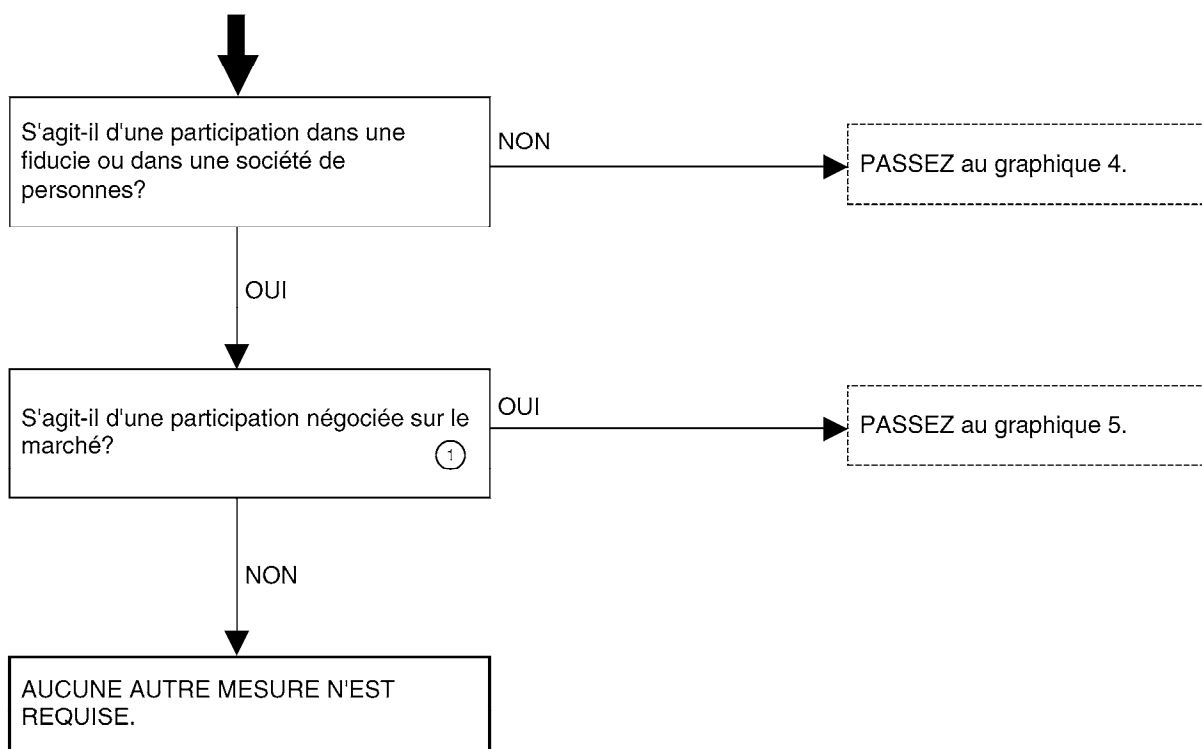 S'agit-il d'une participation dans une
fiducie ou dans une société de
personnes?
NON
PASSEZ au graphique 4.
OUI
S'agit-il d'une participation négociée sur le
marché?
1
OUI
PASSEZ au graphique 5.
NON
AUCUNE AUTRE MESURE N'EST
REQUISE.